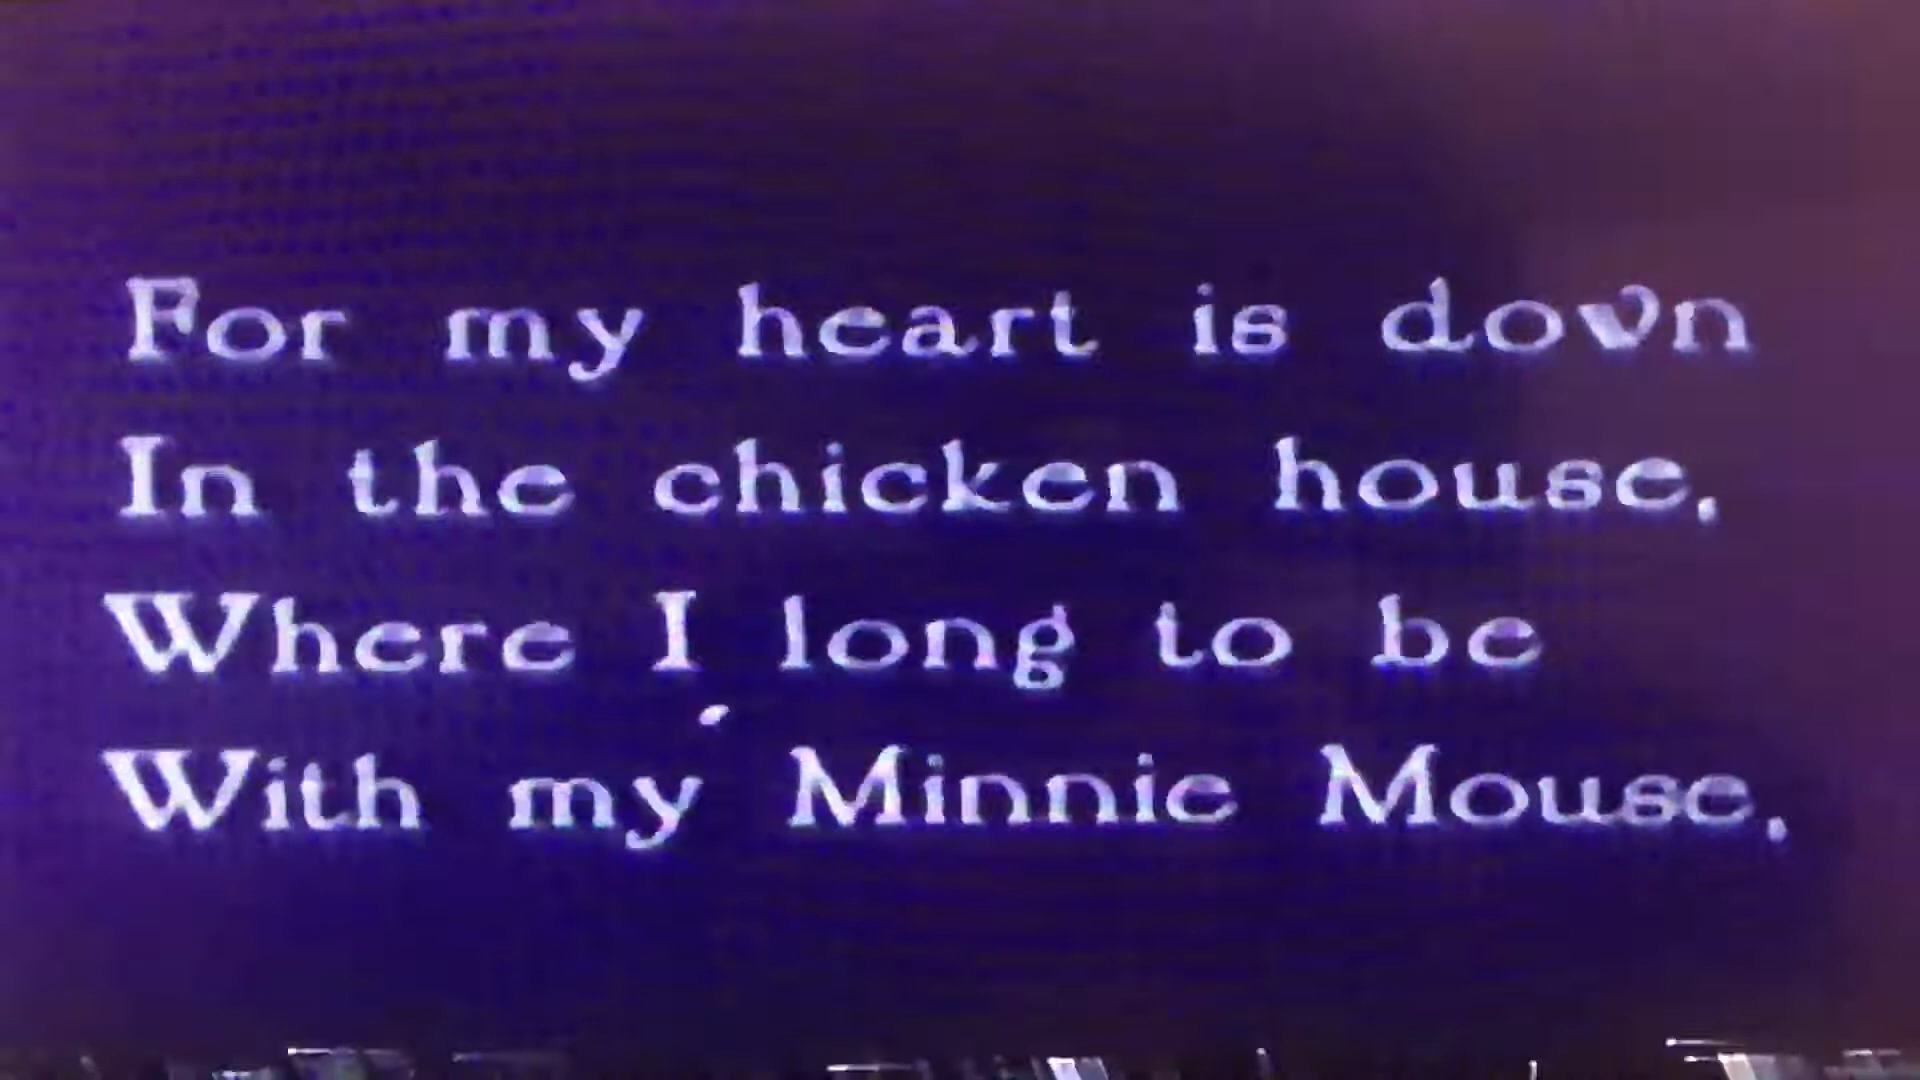 For my heart is down
In the chicken house,
Where I long to be
With my Minnie Mouse,